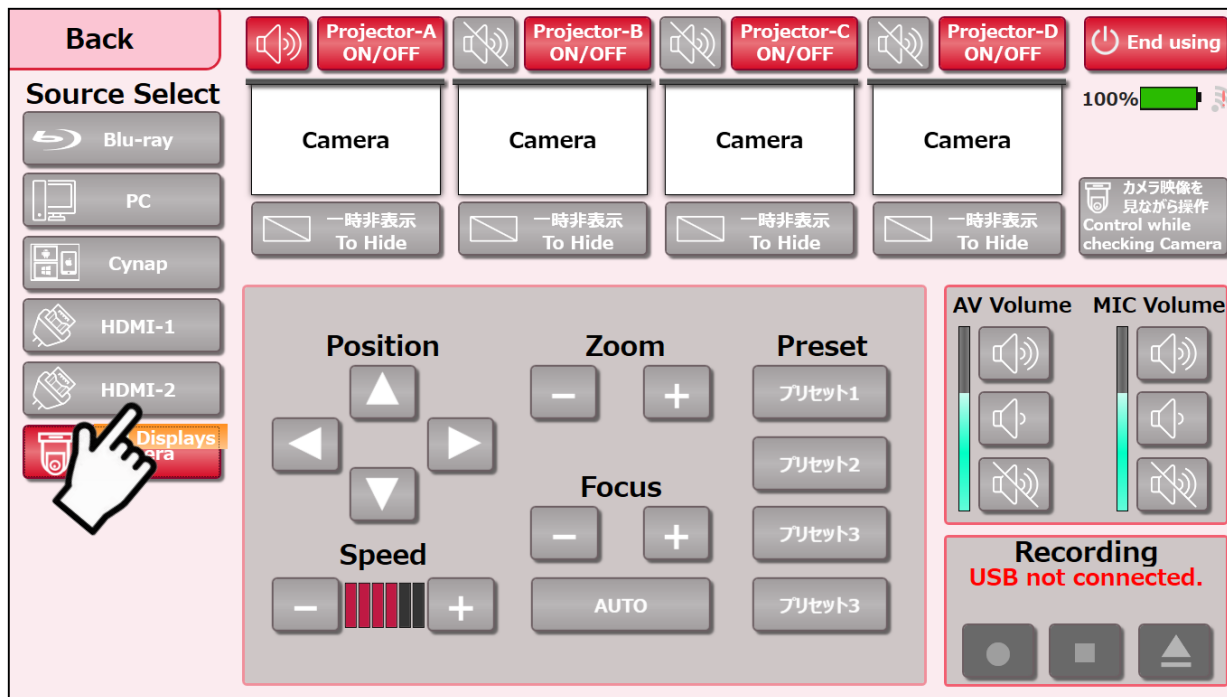 Back
Projector-A
ON/OFF
Projector-B
ON/OFF
Projector-C
ON/OFF
Projector-D
ON/OFF
End using
Source Select
100%
Blu-ray
PC
Cynap
HDMI-1
HDMI-2
Displays
Camera
Camera
Camera
Camera
一時非表示
To Hide
一時非表示
To Hide
一時非表示
To Hide
一時非表示
To Hide
カメラ映像を
見ながら操作
Control while
checking Camera
Position
Zoom
Preset
プリセット1
プリセット2
Focus
プリセット3
Speed
AUTO
プリセット3
AV Volume
MIC Volume
Recording
USB not connected.